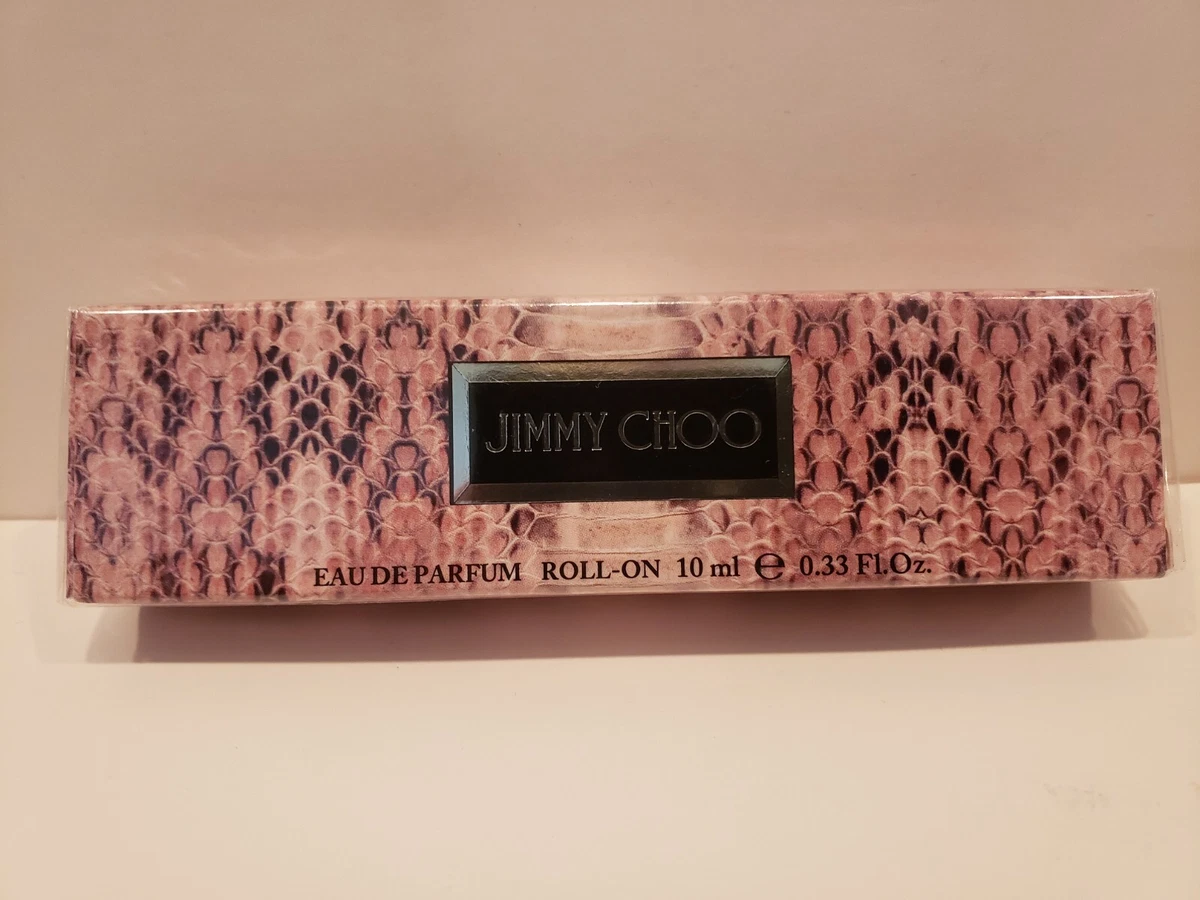 JIMMY CHOO
EAU DE PARFUM ROLL-ON 10 ml ℮ 0.33 Fl.Oz.